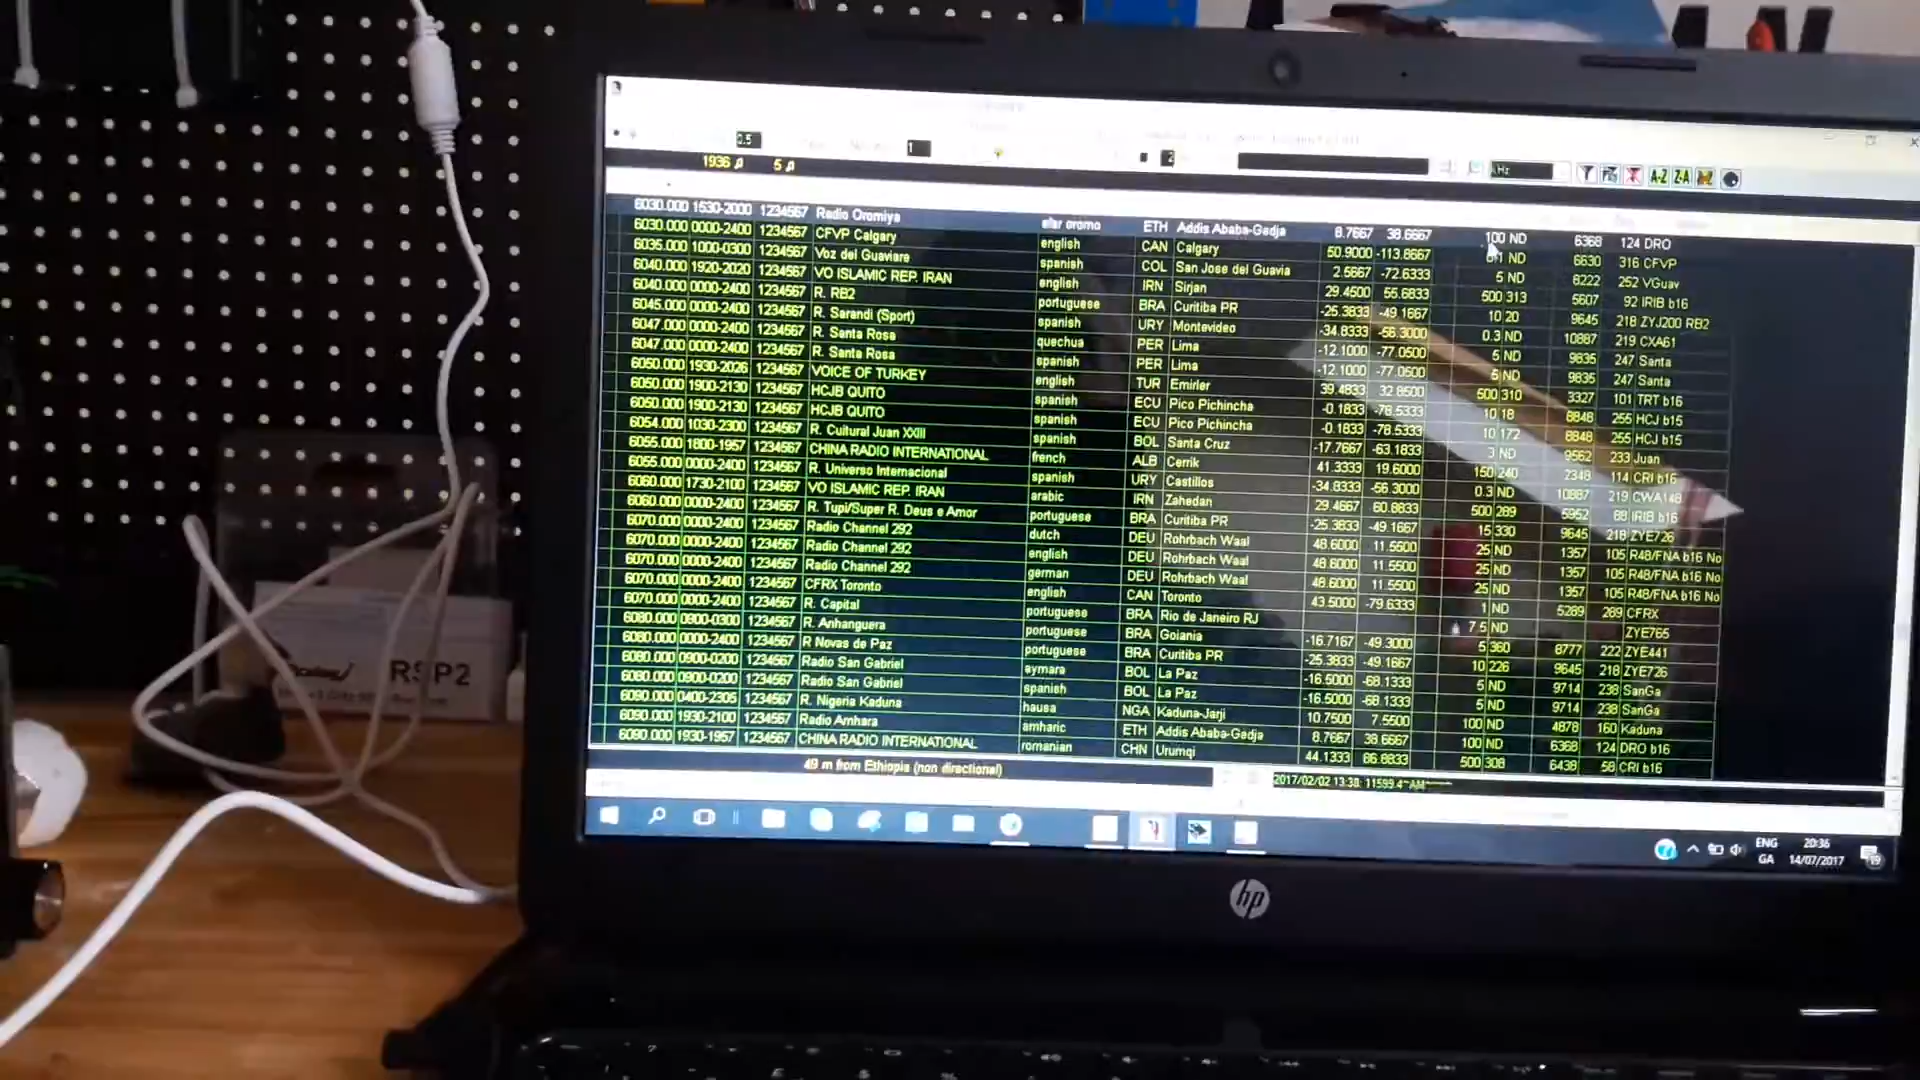 0.5 1 2
1936 5 kHz A-Z Z-A
6030.000 1530-2000 1234567 Radio Oromiya afar oromo ETH Addis Ababa-Gedja 8.7667 38.6667 100 ND 6368 124 DRO
6030.000 0000-2400 1234567 CFVP Calgary english CAN Calgary 50.9000 -113.8667 0.1 ND 6630 316 CFVP
6035.000 1000-0300 1234567 Voz del Guaviare spanish COL San Jose del Guavia 2.5667 -72.6333 5 ND 8222 252 VGuav
6040.000 1920-2020 1234567 VO ISLAMIC REP. IRAN english IRN Sirjan 29.4500 55.6833 500 313 5607 92 IRIB b16
6040.000 0000-2400 1234567 R. RB2 portuguese BRA Curitiba PR -25.3833 -49.1667 10 20 9645 218 ZYJ200 RB2
6045.000 0000-2400 1234567 R. Sarandi (Sport) spanish URY Montevideo -34.8333 -56.3000 0.3 ND 10887 219 CXA61
6047.000 0000-2400 1234567 R. Santa Rosa quechua PER Lima -12.1000 -77.0500 5 ND 9835 247 Santa
6047.000 0000-2400 1234567 R. Santa Rosa spanish PER Lima -12.1000 -77.0500 5 ND 9835 247 Santa
6050.000 1930-2026 1234567 VOICE OF TURKEY english TUR Emirler 39.4833 32.8500 500 310 3327 101 TRT b16
6050.000 1900-2130 1234567 HCJB QUITO spanish ECU Pico Pichincha -0.1833 -78.5333 10 18 8848 255 HCJ b16
6050.000 1900-2130 1234567 HCJB QUITO spanish ECU Pico Pichincha -0.1833 -78.5333 10 172 8848 255 HCJ b15
6054.000 1030-2300 1234567 R. Cultural Juan XXIII spanish BOL Santa Cruz -17.7667 -63.1833 3 ND 9562 233 Juan
6055.000 1800-1957 1234567 CHINA RADIO INTERNATIONAL french ALB Cerrik 41.3333 19.6000 150 240 2348 114 CRI b16
6055.000 0000-2400 1234567 R. Universo Internacional spanish URY Castillos -34.8333 -56.3000 0.3 ND 10887 219 CWA148
6060.000 1730-2100 1234567 VO ISLAMIC REP. IRAN arabic IRN Zahedan 29.4667 60.8833 500 289 5952 88 IRIB b16
6060.000 0000-2400 1234567 R. Tupi/Super R. Deus e Amor portuguese BRA Curitiba PR -25.3833 -49.1667 15 330 9645 218 ZYE726
6070.000 0000-2400 1234567 Radio Channel 292 dutch DEU Rohrbach Waal 48.6000 11.5500 25 ND 1357 105 R48/FNA b16 No
6070.000 0000-2400 1234567 Radio Channel 292 english DEU Rohrbach Waal 48.6000 11.5500 25 ND 1357 105 R48/FNA b16 No
6070.000 0000-2400 1234567 Radio Channel 292 german DEU Rohrbach Waal 48.6000 11.5500 25 ND 1357 105 R48/FNA b16 No
6070.000 0000-2400 1234567 CFRX Toronto english CAN Toronto 43.5000 -79.6333 1 ND 5289 289 CFRX
6070.000 0000-2400 1234567 R. Capital portuguese BRA Rio de Janeiro RJ 7.5 ND ZYE765
6080.000 0900-0300 1234567 R. Anhanguera portuguese BRA Goiania -16.7167 -49.3000 5 360 8777 222 ZYE441
6080.000 0000-2400 1234567 R Novas de Paz portuguese BRA Curitiba PR -25.3833 -49.1667 10 226 9645 218 ZYE726
6080.000 0900-0200 1234567 Radio San Gabriel aymara BOL La Paz -16.5000 -68.1333 5 ND 9714 238 SanGa
6080.000 0900-0200 1234567 Radio San Gabriel spanish BOL La Paz -16.5000 -68.1333 5 ND 9714 238 SanGa
6090.000 0400-2305 1234567 R. Nigeria Kaduna hausa NGA Kaduna-Jarji 10.7500 7.5500 100 ND 4878 160 Kaduna
6090.000 1930-2100 1234567 Radio Amhara amharic ETH Addis Ababa-Gedja 8.7667 38.6667 100 ND 6368 124 DRO b16
6090.000 1930-1957 1234567 CHINA RADIO INTERNATIONAL romanian CHN Urumqi 44.1333 86.8833 500 308 6438 58 CRI b16
49 m from Ethiopia (non directional)
2017/02/02 13:38: 11599.4
ENG
GA
20:36
14/07/2017
hp
RSP2